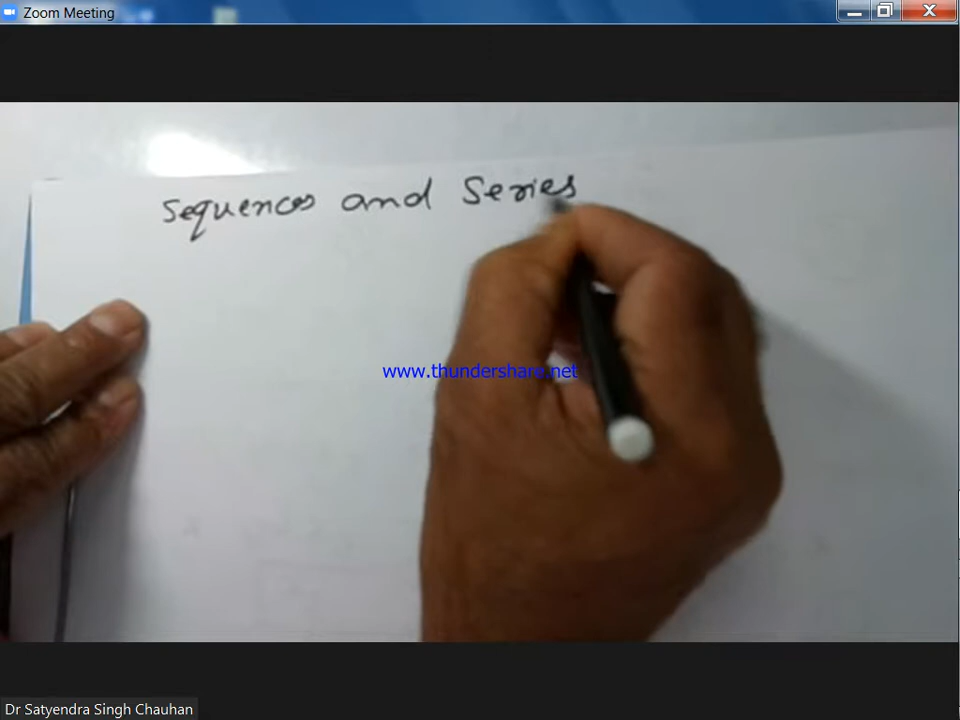 Zoom Meeting
Sequences and Series
www.thundershare.net
Dr Satyendra Singh Chauhan